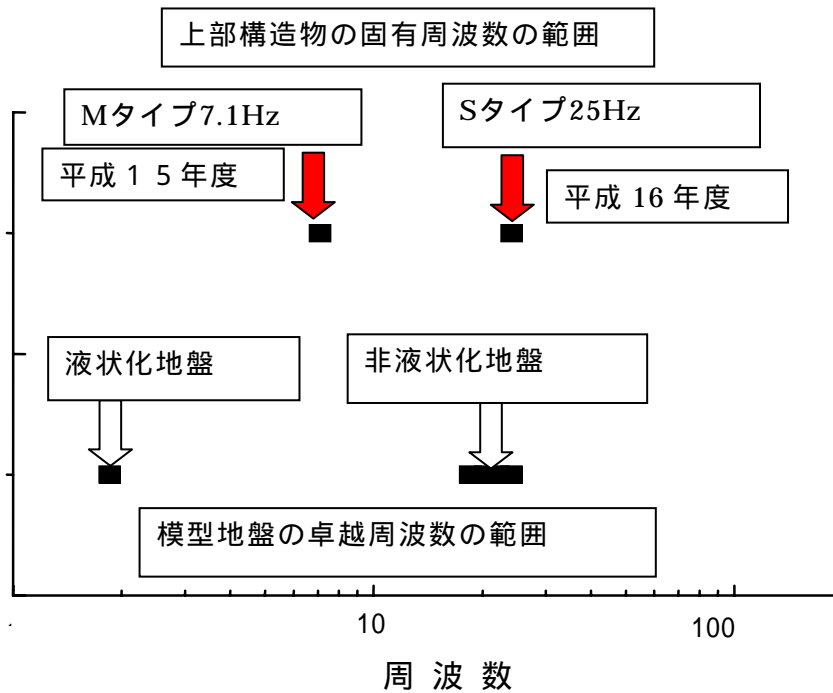 上部構造物の固有周波数の範囲
Mタイプ7.1Hz
Sタイプ25Hz
平成１５年度
平成 16 年度
液状化地盤
非液状化地盤
模型地盤の卓越周波数の範囲
10
100
周 波 数